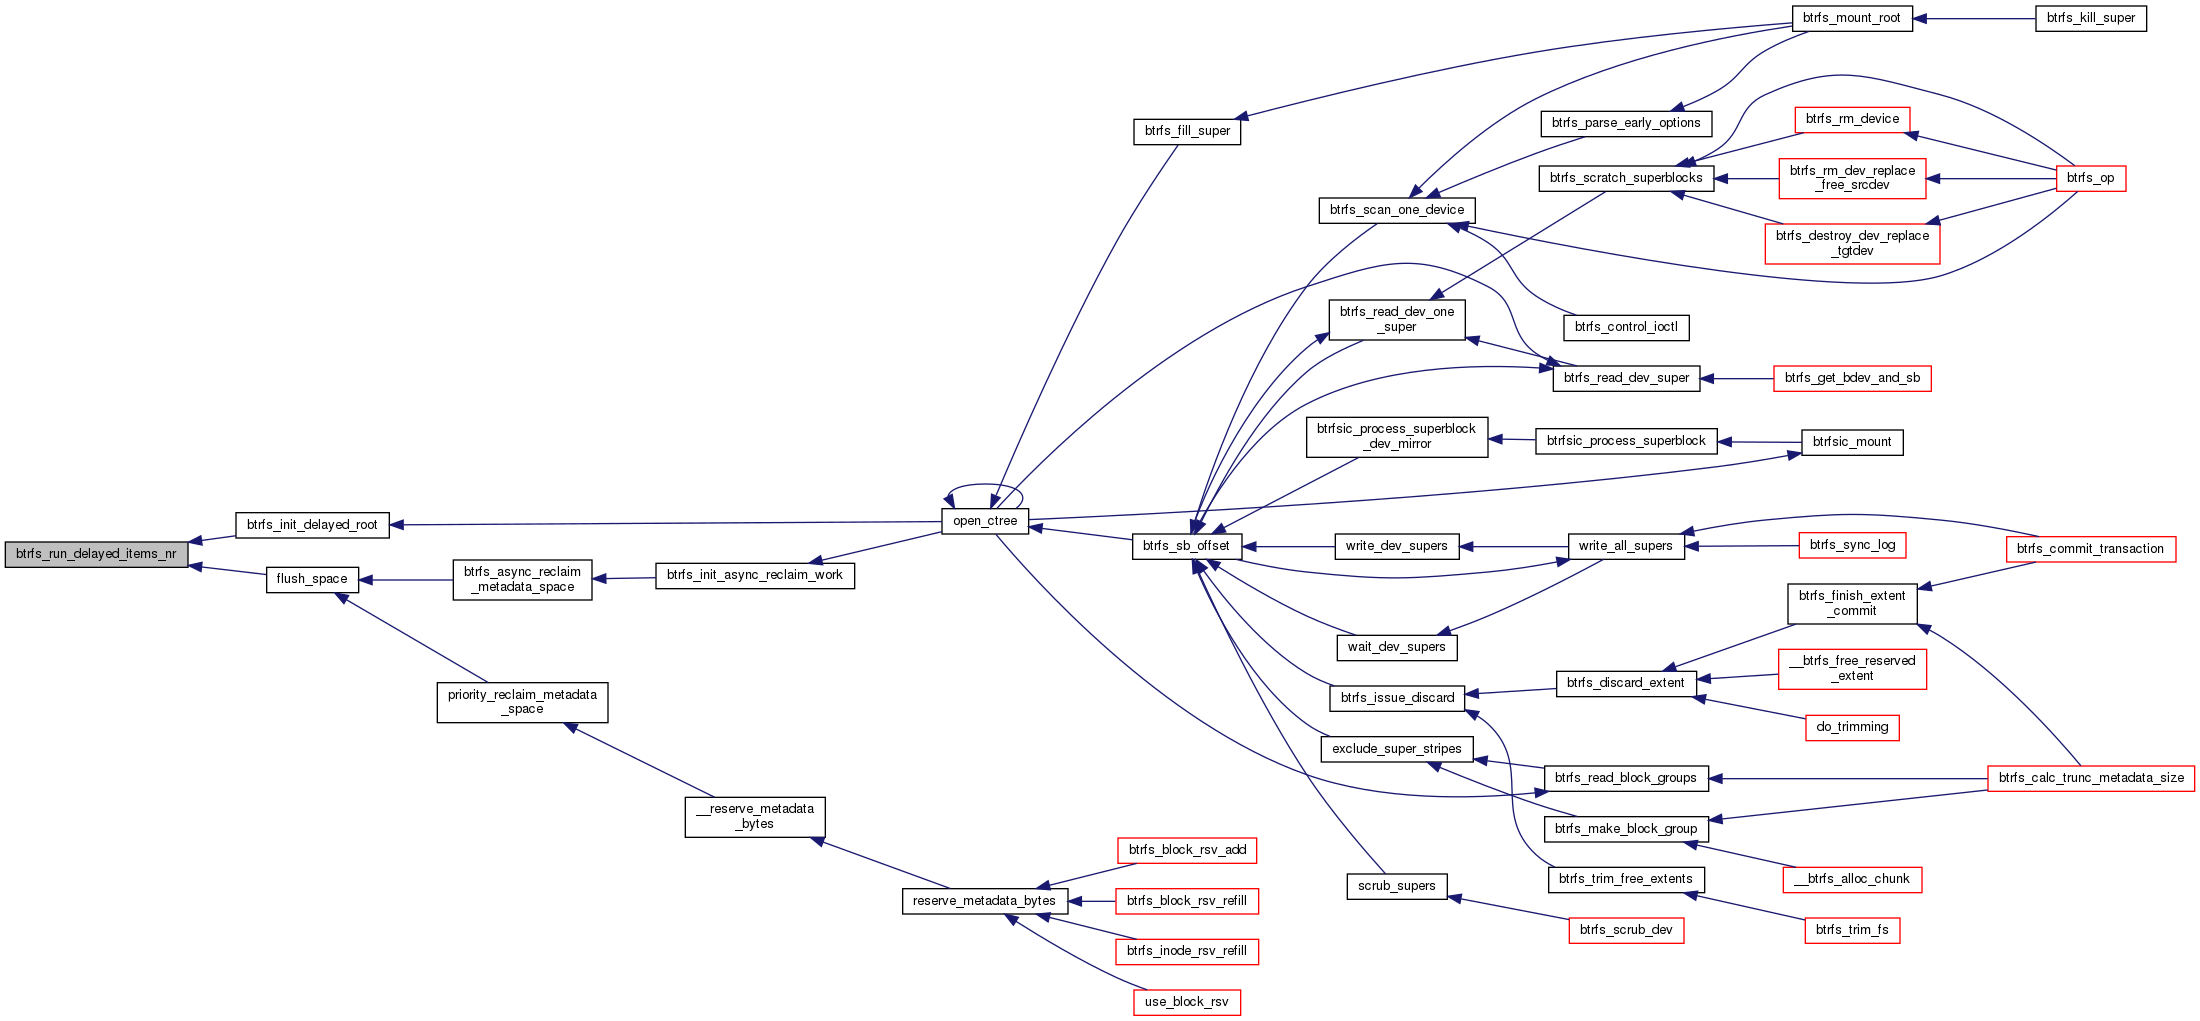 btrfs_mount_root
btrfs_kill_super
btrfs_fill_super
btrfs_parse_early_options
btrfs_rm_device
btrfs_scratch_superblocks
btrfs_rm_dev_replace
_free_srcdev
btrfs_op
btrfs_scan_one_device
btrfs_destroy_dev_replace
_tgtdev
btrfs_read_dev_one
_super
btrfs_control_ioctl
btrfs_read_dev_super
btrfs_get_bdev_and_sb
btrfsic_process_superblock
_dev_mirror
btrfsic_process_superblock
btrfsic_mount
btrfs_init_delayed_root
open_ctree
btrfs_run_delayed_items_nr
btrfs_sb_offset
write_dev_supers
write_all_supers
btrfs_sync_log
btrfs_commit_transaction
flush_space
btrfs_async_reclaim
_metadata_space
btrfs_init_async_reclaim_work
btrfs_finish_extent
_commit
wait_dev_supers
__btrfs_free_reserved
_extent
btrfs_discard_extent
btrfs_issue_discard
priority_reclaim_metadata
_space
do_trimming
exclude_super_stripes
btrfs_read_block_groups
btrfs_calc_trunc_metadata_size
__reserve_metadata
_bytes
btrfs_make_block_group
btrfs_block_rsv_add
btrfs_trim_free_extents
__btrfs_alloc_chunk
scrub_supers
reserve_metadata_bytes
btrfs_block_rsv_refill
btrfs_scrub_dev
btrfs_trim_fs
btrfs_inode_rsv_refill
use_block_rsv